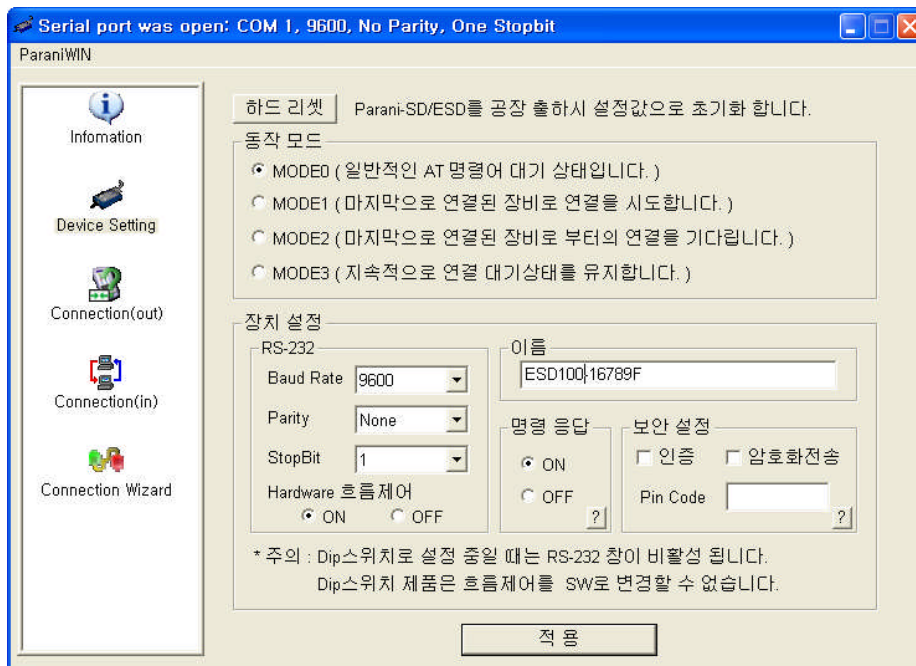 Serial port was open: COM 1, 9600, No Parity, One Stopbit
ParaniWIN
Infomation
Device Setting
Connection(out)
Connection(in)
Connection Wizard
하드 리셋 Parani-SD/ESD를 공장 출하시 설정값으로 초기화 합니다.
동작 모드
MODE0 ( 일반적인 AT 명령어 대기 상태입니다. )
MODE1 ( 마지막으로 연결된 장비로 연결을 시도합니다. )
MODE2 ( 마지막으로 연결된 장비로 부터의 연결을 기다립니다. )
MODE3 ( 지속적으로 연결 대기상태를 유지합니다. )
장치 설정
RS-232
Baud Rate 9600
Parity None
StopBit 1
Hardware 흐름제어
ON OFF
이름
ESD100-16789F
명령 응답
ON
OFF
?
보안 설정
인증 암호화전송
Pin Code
?
* 주의 : Dip스위치로 설정 중일 때는 RS-232 창이 비활성 됩니다.
Dip스위치 제품은 흐름제어를 SW로 변경할 수 없습니다.
적 용